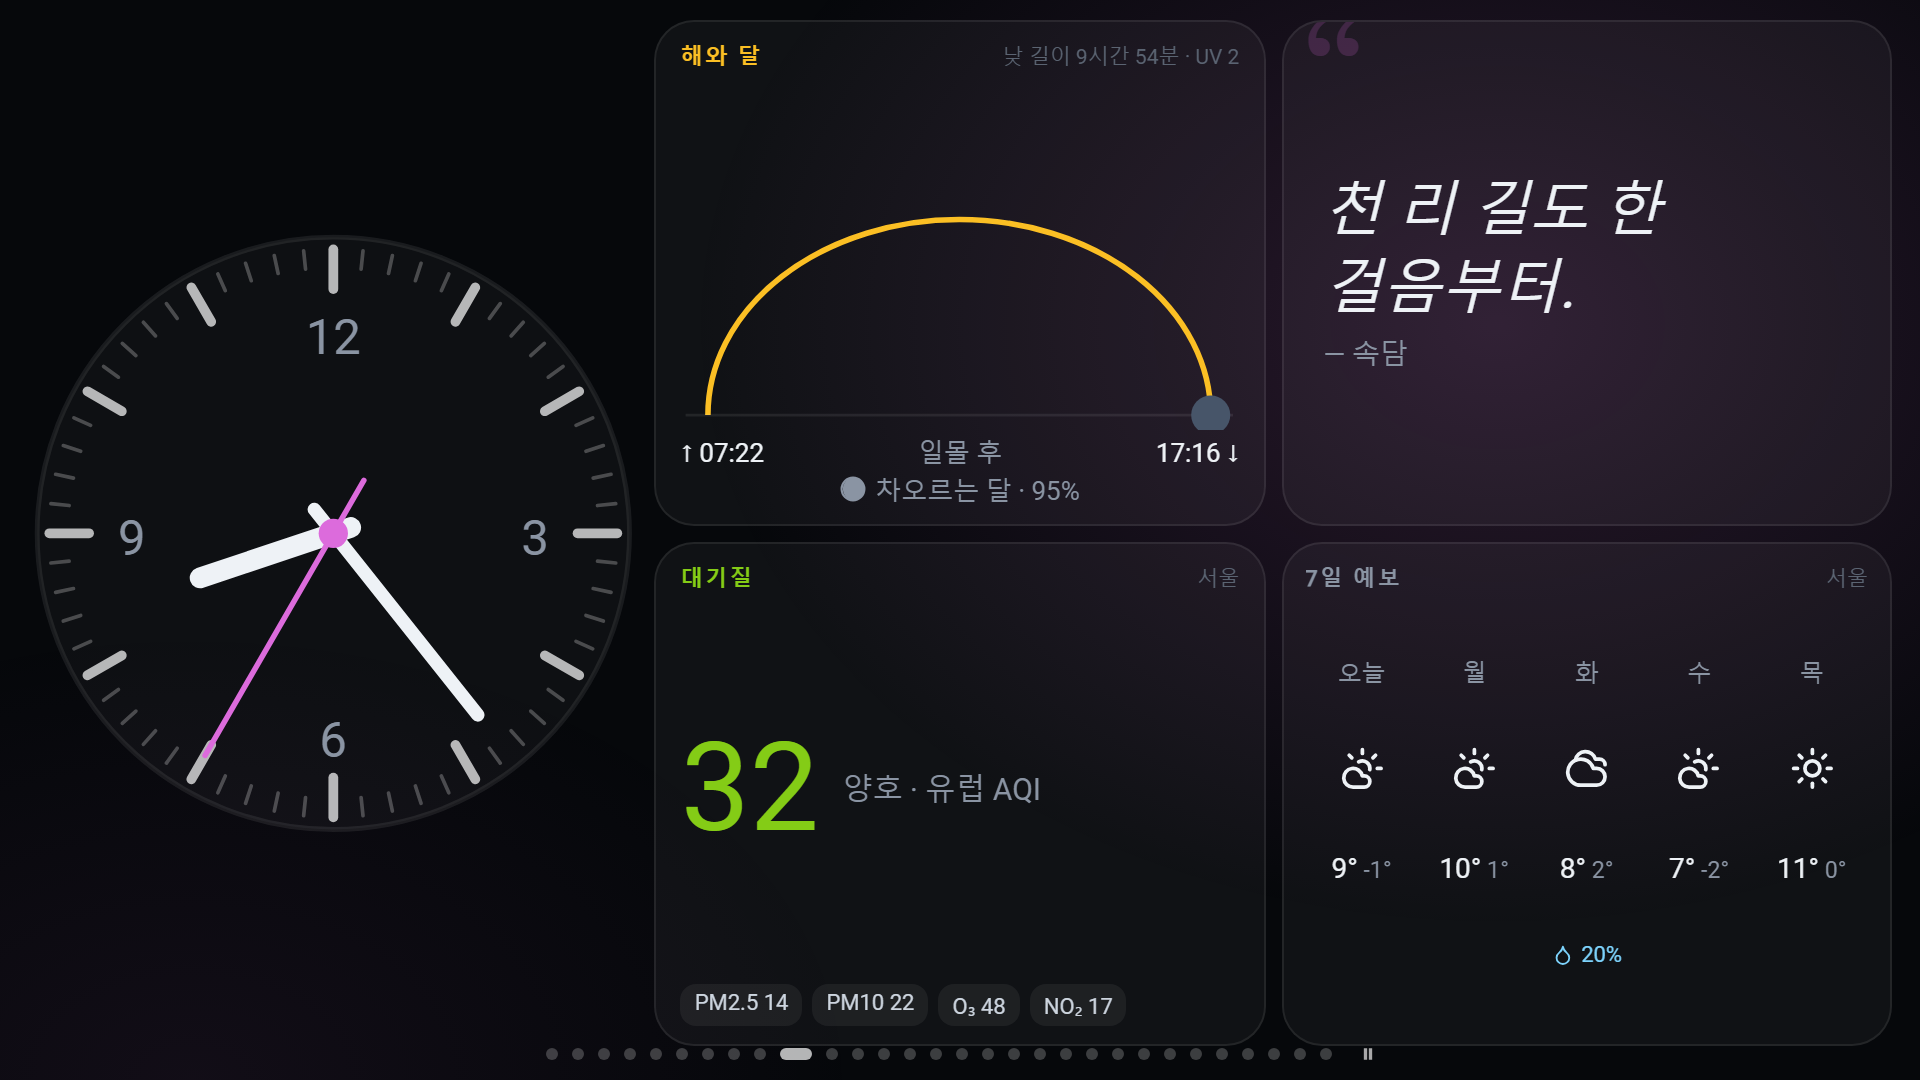 12
9
3
6
해와 달
낮 길이 9시간 54분 · UV 2
↑ 07:22
일몰 후
17:16 ↓
차오르는 달 · 95%
“
천 리 길도 한
걸음부터.
— 속담
대기질
서울
32
양호 · 유럽 AQI
PM2.5 14
PM10 22
O₃ 48
NO₂ 17
7일 예보
서울
오늘 월 화 수 목
9° -1° 10° 1° 8° 2° 7° -2° 11° 0°
20%